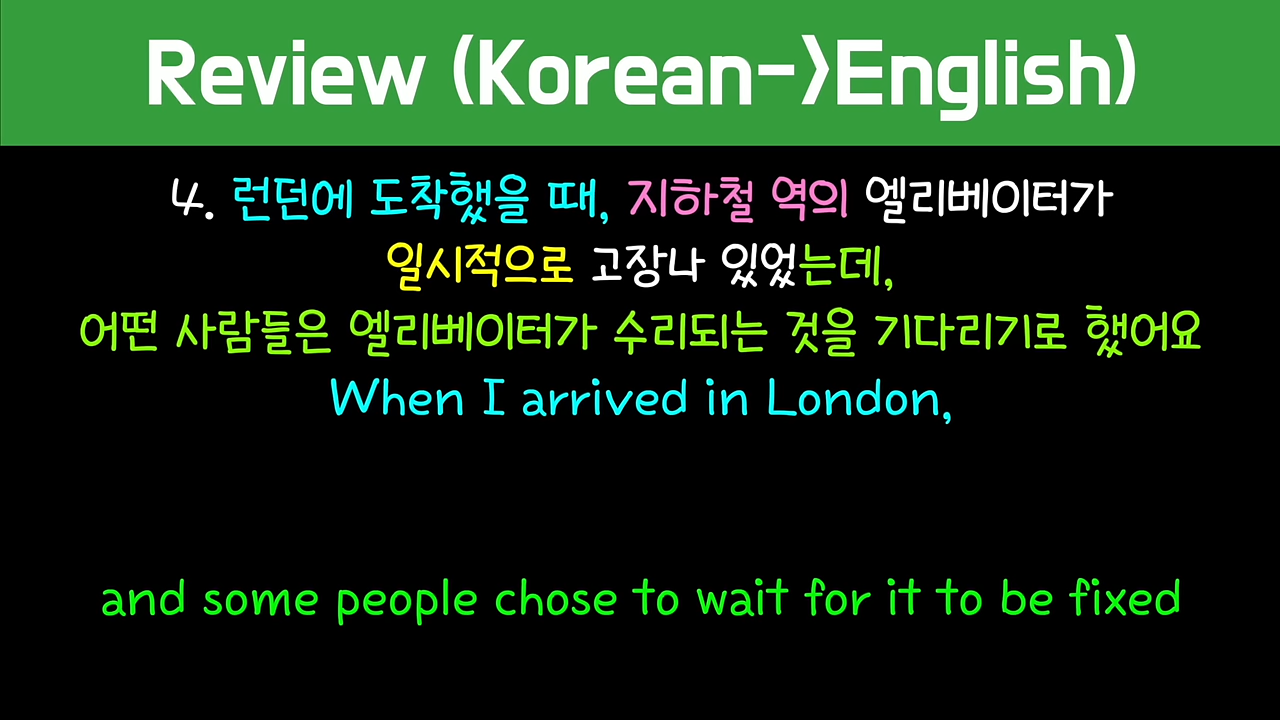 Review (Korean->English)
4. 런던에 도착했을 때, 지하철 역의 엘리베이터가
일시적으로 고장나 있었는데,
어떤 사람들은 엘리베이터가 수리되는 것을 기다리기로 했어요
When I arrived in London,
and some people chose to wait for it to be fixed